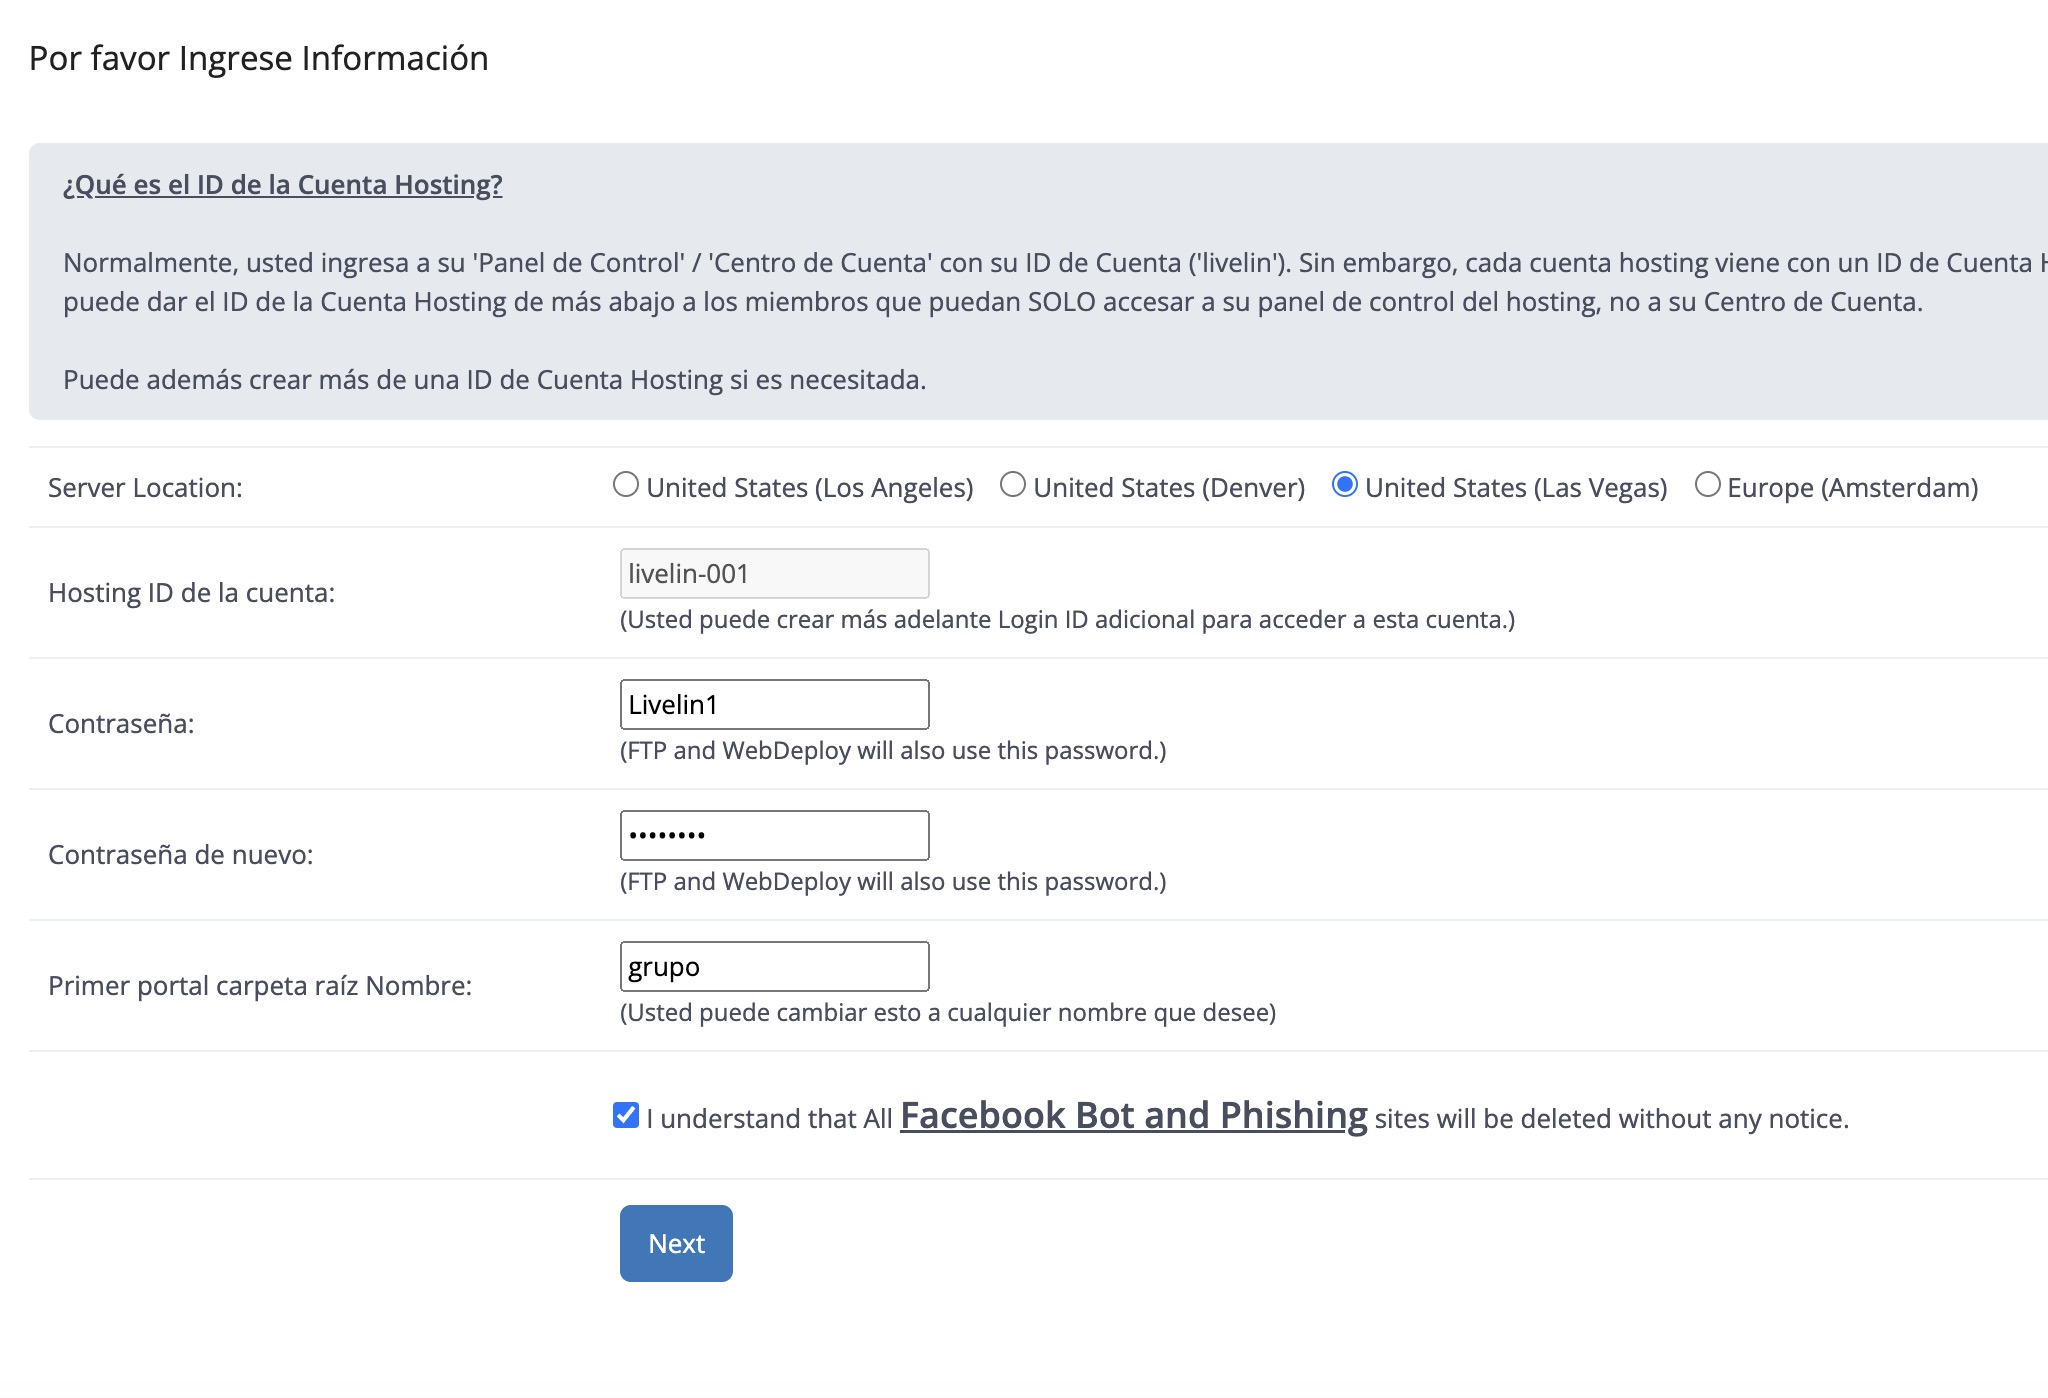 Por favor Ingrese Información
¿Qué es el ID de la Cuenta Hosting?
Normalmente, usted ingresa a su 'Panel de Control' / 'Centro de Cuenta' con su ID de Cuenta ('livelin'). Sin embargo, cada cuenta hosting viene con un ID de Cuenta
puede dar el ID de la Cuenta Hosting de más abajo a los miembros que puedan SOLO accesar a su panel de control del hosting, no a su Centro de Cuenta.
Puede además crear más de una ID de Cuenta Hosting si es necesitada.
Server Location: United States (Los Angeles) United States (Denver) United States (Las Vegas) Europe (Amsterdam)
Hosting ID de la cuenta: livelin-001
(Usted puede crear más adelante Login ID adicional para acceder a esta cuenta.)
Contraseña: Livelin1
(FTP and WebDeploy will also use this password.)
Contraseña de nuevo: ••••••••
(FTP and WebDeploy will also use this password.)
Primer portal carpeta raíz Nombre: grupo
(Usted puede cambiar esto a cualquier nombre que desee)
I understand that All Facebook Bot and Phishing sites will be deleted without any notice.
Next